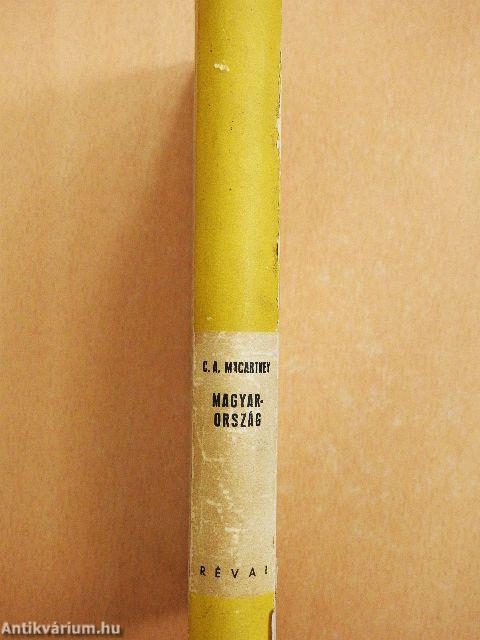 C. A. MACARTNEY
MAGYAR-
ORSZÁG
RÉVAI
Antikvárium.hu